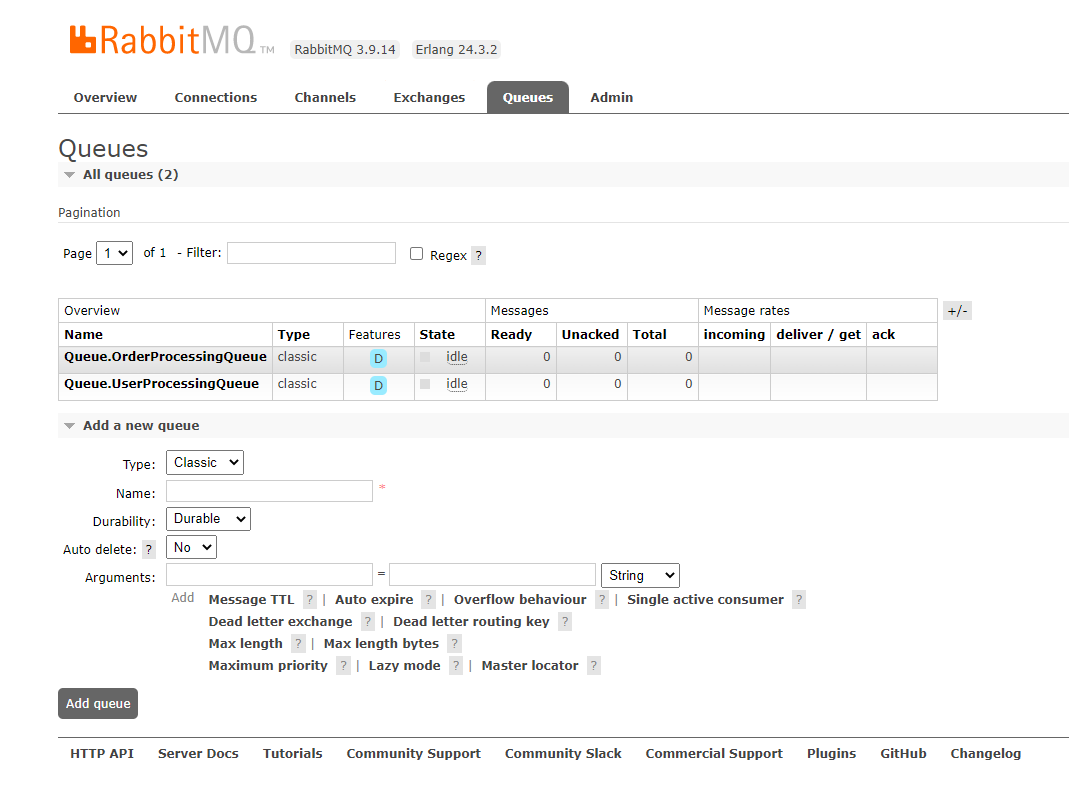 RabbitMQ TM RabbitMQ 3.9.14 Erlang 24.3.2
Overview Connections Channels Exchanges Queues Admin
Queues
All queues (2)
Pagination
Page 1 of 1 - Filter: Regex ?
Overview Messages Message rates +/-
Name Type Features State Ready Unacked Total incoming deliver / get ack
Queue.OrderProcessingQueue classic D idle 0 0 0
Queue.UserProcessingQueue classic D idle 0 0 0
Add a new queue
Type: Classic
Name: *
Durability: Durable
Auto delete: ? No
Arguments: = String
Add Message TTL ? | Auto expire ? | Overflow behaviour ? | Single active consumer ?
Dead letter exchange ? | Dead letter routing key ?
Max length ? | Max length bytes ?
Maximum priority ? | Lazy mode ? | Master locator ?
Add queue
HTTP API Server Docs Tutorials Community Support Community Slack Commercial Support Plugins GitHub Changelog